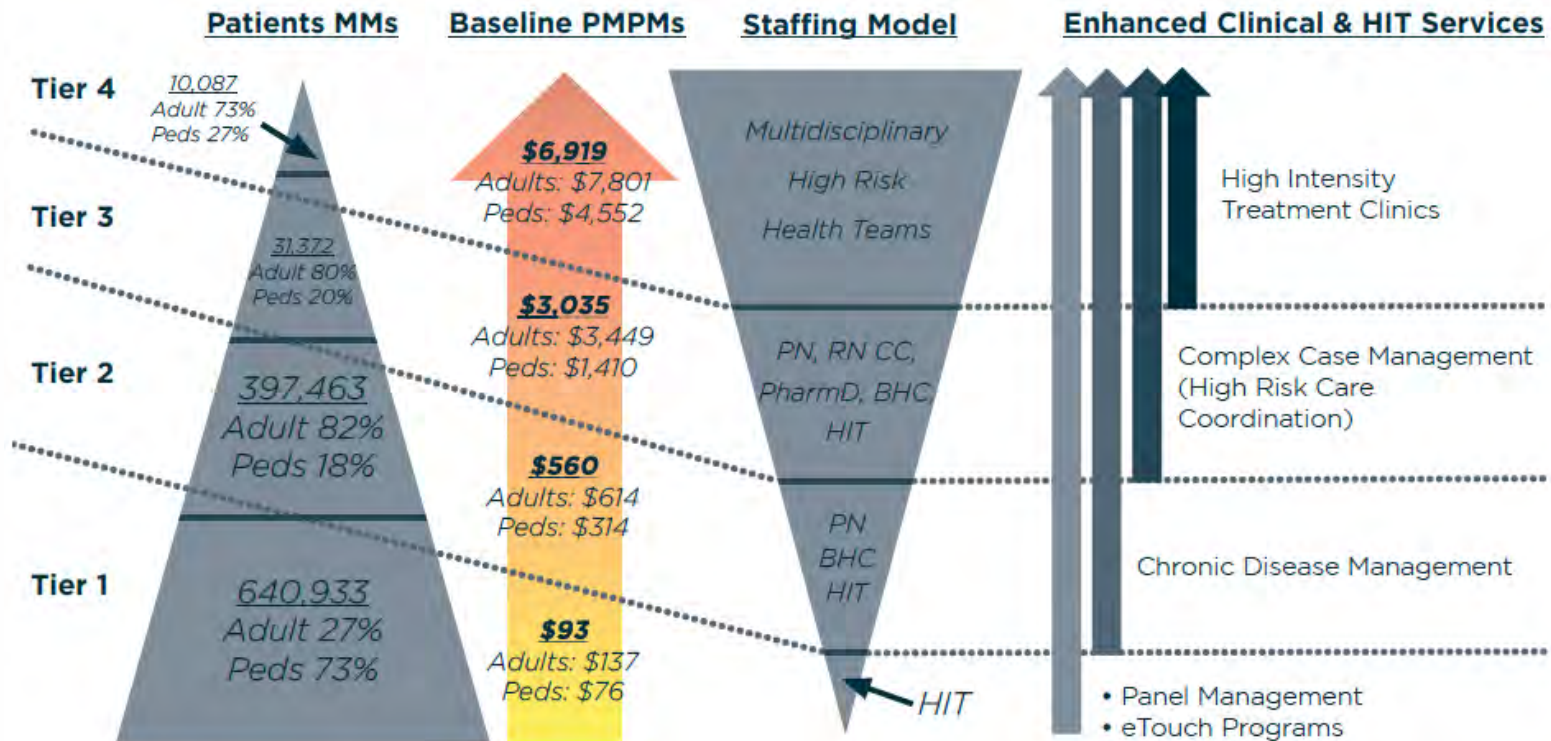 Patients MMs
Baseline PMPMs
Staffing Model
Enhanced Clinical & HIT Services
Tier 4
10,087
Adult 73%
Peds 27%
Tier 3
31,372
Adult 80%
Peds 20%
Tier 2
397,463
Adult 82%
Peds 18%
Tier 1
640,933
Adult 27%
Peds 73%
$6,919
Adults: $7,801
Peds: $4,552
$3,035
Adults: $3,449
Peds: $1,410
$560
Adults: $614
Peds: $314
$93
Adults: $137
Peds: $76
Multidisciplinary
High Risk
Health Teams
PN, RN CC,
PharmD, BHC,
HIT
PN
BHC
HIT
HIT
High Intensity
Treatment Clinics
Complex Case Management
(High Risk Care
Coordination)
Chronic Disease Management
• Panel Management
• eTouch Programs